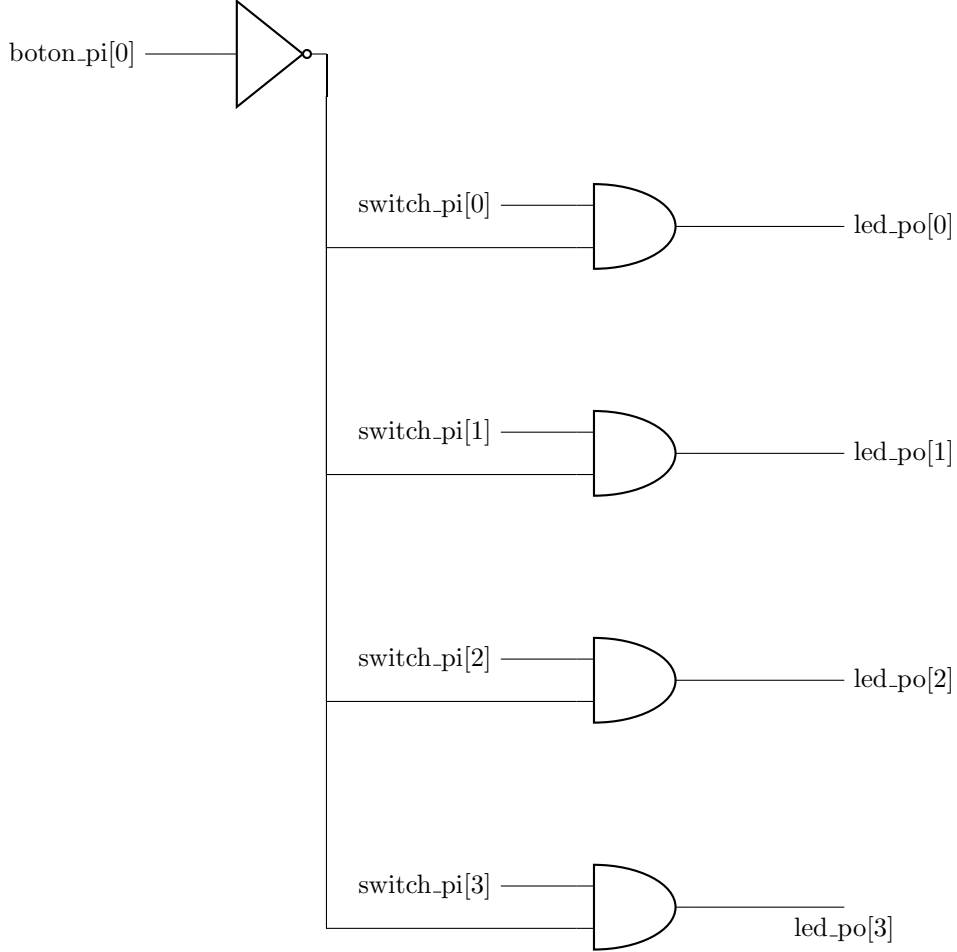 boton_pi[0]
switch_pi[0]
led_po[0]
switch_pi[1]
led_po[1]
switch_pi[2]
led_po[2]
switch_pi[3]
led_po[3]